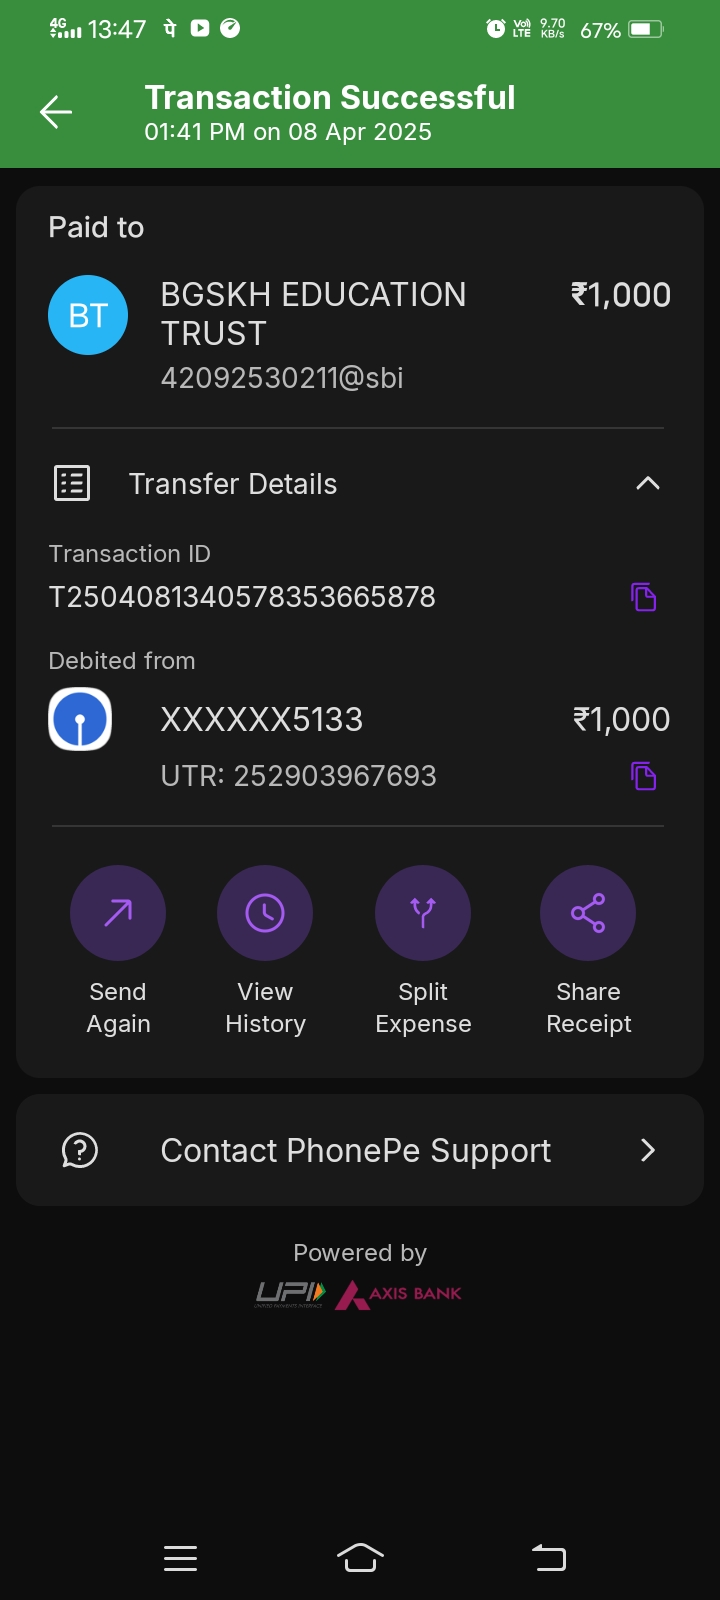 4G 13:47 पे Vo) LTE 9.70 KB/s 67%
Transaction Successful
01:41 PM on 08 Apr 2025
Paid to
BT
BGSKH EDUCATION ₹1,000
TRUST
42092530211@sbi
Transfer Details
Transaction ID
T2504081340578353665878
Debited from
XXXXXX5133 ₹1,000
UTR: 252903967693
Send View Split Share
Again History Expense Receipt
Contact PhonePe Support
Powered by
UPI AXIS BANK
UNIFIED PAYMENTS INTERFACE